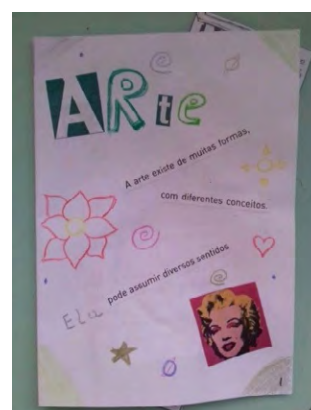 ARte
A arte existe de muitas formas,
com diferentes conceitos.
Ela pode assumir diversos sentidos